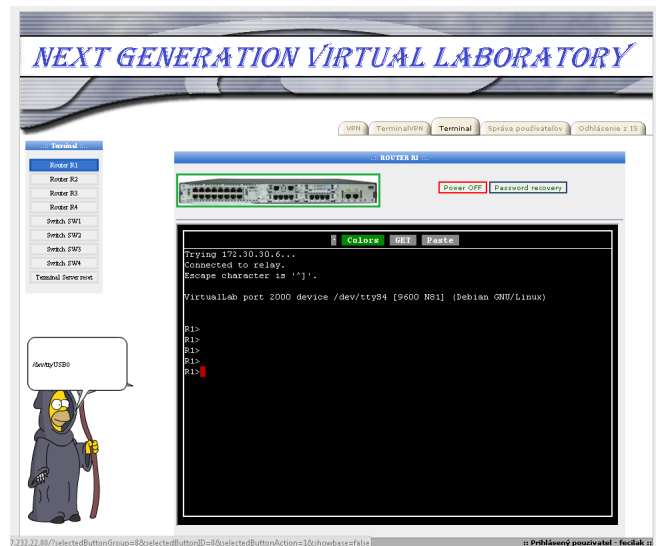 NEXT GENERATION VIRTUAL LABORATORY
VPN
TerminalVPN
Terminal
Správa používateľov
Odhlásenie z IS
..:: Terminal ::..
Router R1
Router R2
Router R3
Router R4
Switch SW1
Switch SW2
Switch SW3
Switch SW4
Terminal Server reset
..:: ROUTER R1 ::..
Power OFF
Password recovery
Colors GET Paste
Trying 172.30.30.6...
Connected to relay.
Escape character is '^]'.
VirtualLab port 2000 device /dev/ttyS4 [9600 N81] (Debian GNU/Linux)
R1>
R1>
R1>
R1>
R1>
/dev/ttyUSB0
7.232.22.88/?selectedButtonGroup=8&selectedButtonID=8&selectedButtonAction=1&showbase=false
:: Prihlásený pouzivatel - fecilak ::